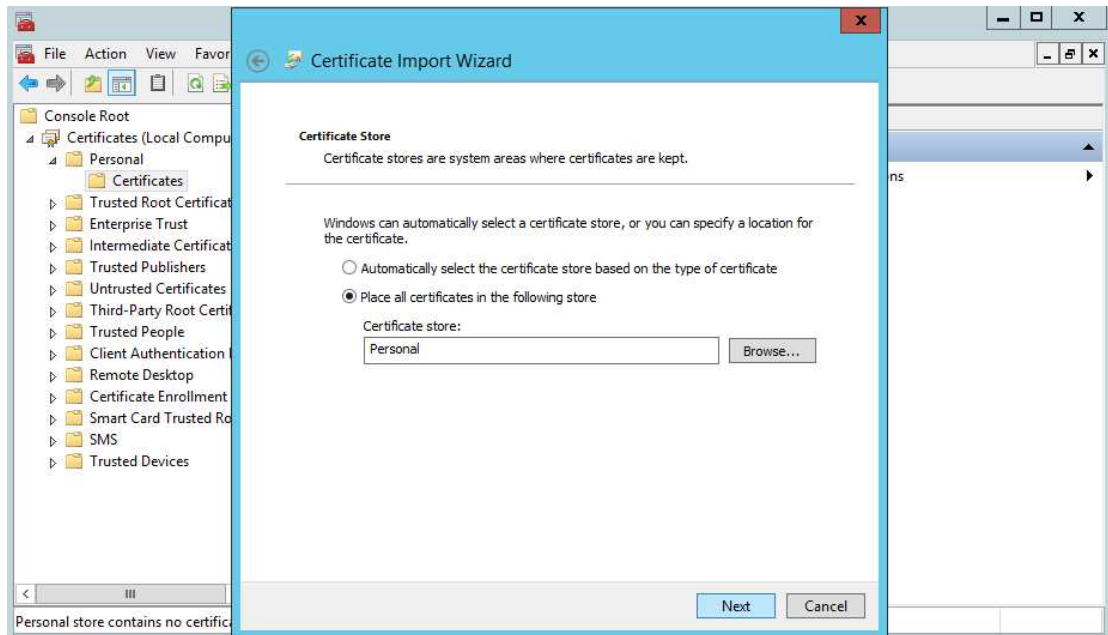 File Action View Favor
Console Root
Certificates (Local Compu
Personal
Certificates
Trusted Root Certificat
Enterprise Trust
Intermediate Certificat
Trusted Publishers
Untrusted Certificates
Third-Party Root Certif
Trusted People
Client Authentication
Remote Desktop
Certificate Enrollment
Smart Card Trusted Ro
SMS
Trusted Devices
Personal store contains no certific
Certificate Import Wizard
Certificate Store
Certificate stores are system areas where certificates are kept.
Windows can automatically select a certificate store, or you can specify a location for
the certificate.
Automatically select the certificate store based on the type of certificate
Place all certificates in the following store
Certificate store:
Personal
Browse...
Next
Cancel
ns